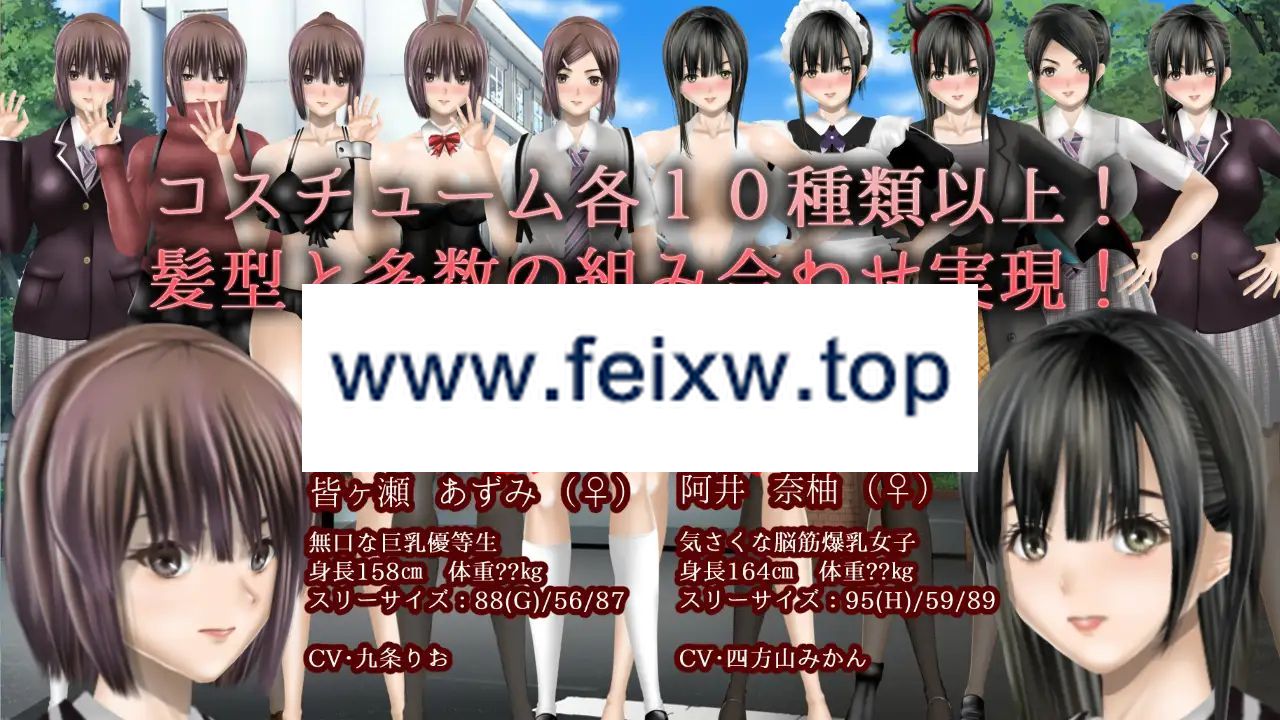 コスチューム各１０種類以上！
髪型と多数の組み合わせ実現！
www.feixw.top
皆ヶ瀬 あずみ（♀）
無口な巨乳優等生
身長158㎝ 体重??㎏
スリーサイズ：88(G)/56/87
CV･九条りお
阿井 奈柚（♀）
気さくな脳筋爆乳女子
身長164㎝ 体重??㎏
スリーサイズ：95(H)/59/89
CV･四方山みかん